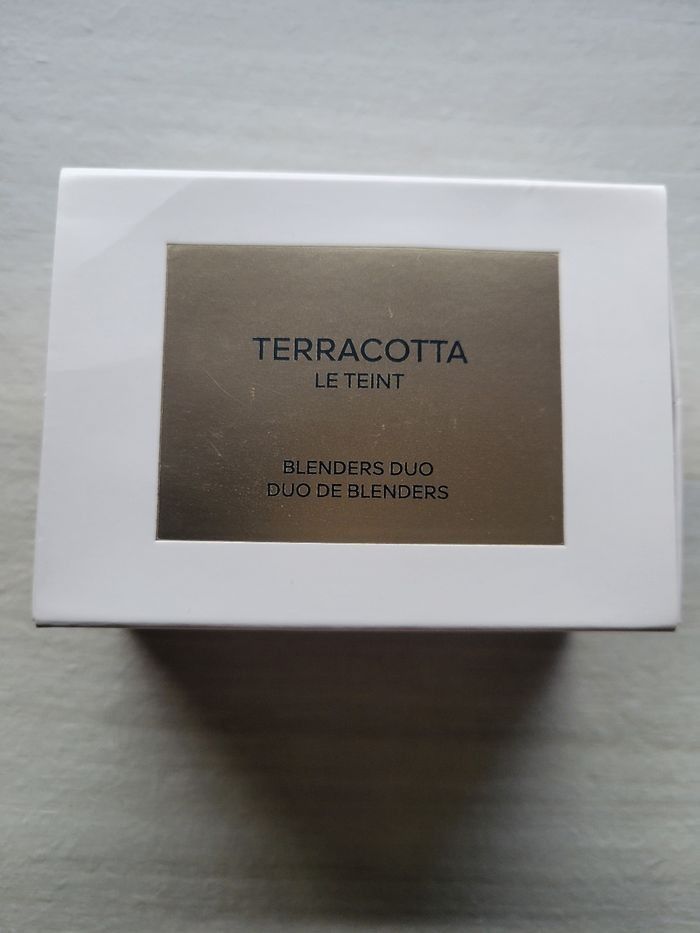 TERRACOTTA
LE TEINT
BLENDERS DUO
DUO DE BLENDERS